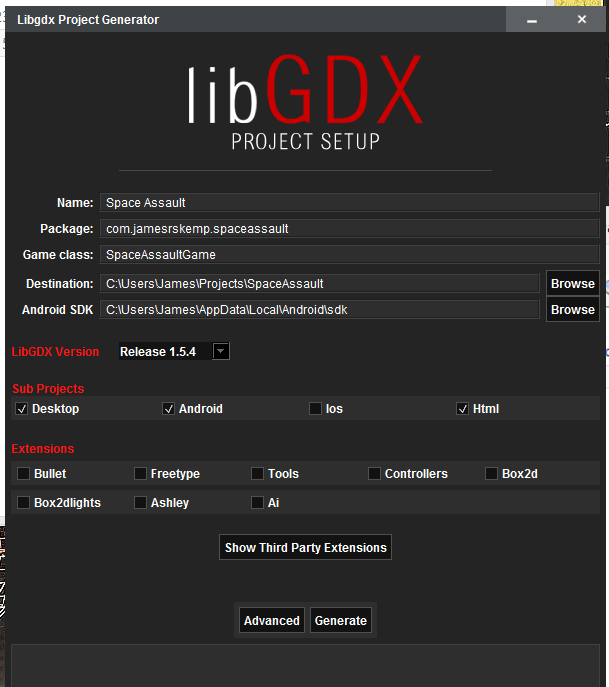 Libgdx Project Generator
libGDX
PROJECT SETUP
Name: Space Assault
Package: com.jamesrskemp.spaceassault
Game class: SpaceAssaultGame
Destination: C:\Users\James\Projects\SpaceAssault Browse
Android SDK C:\Users\James\AppData\Local\Android\sdk Browse
LibGDX Version Release 1.5.4
Sub Projects
Desktop Android Ios Html
Extensions
Bullet Freetype Tools Controllers Box2d
Box2dlights Ashley Ai
Show Third Party Extensions
Advanced Generate